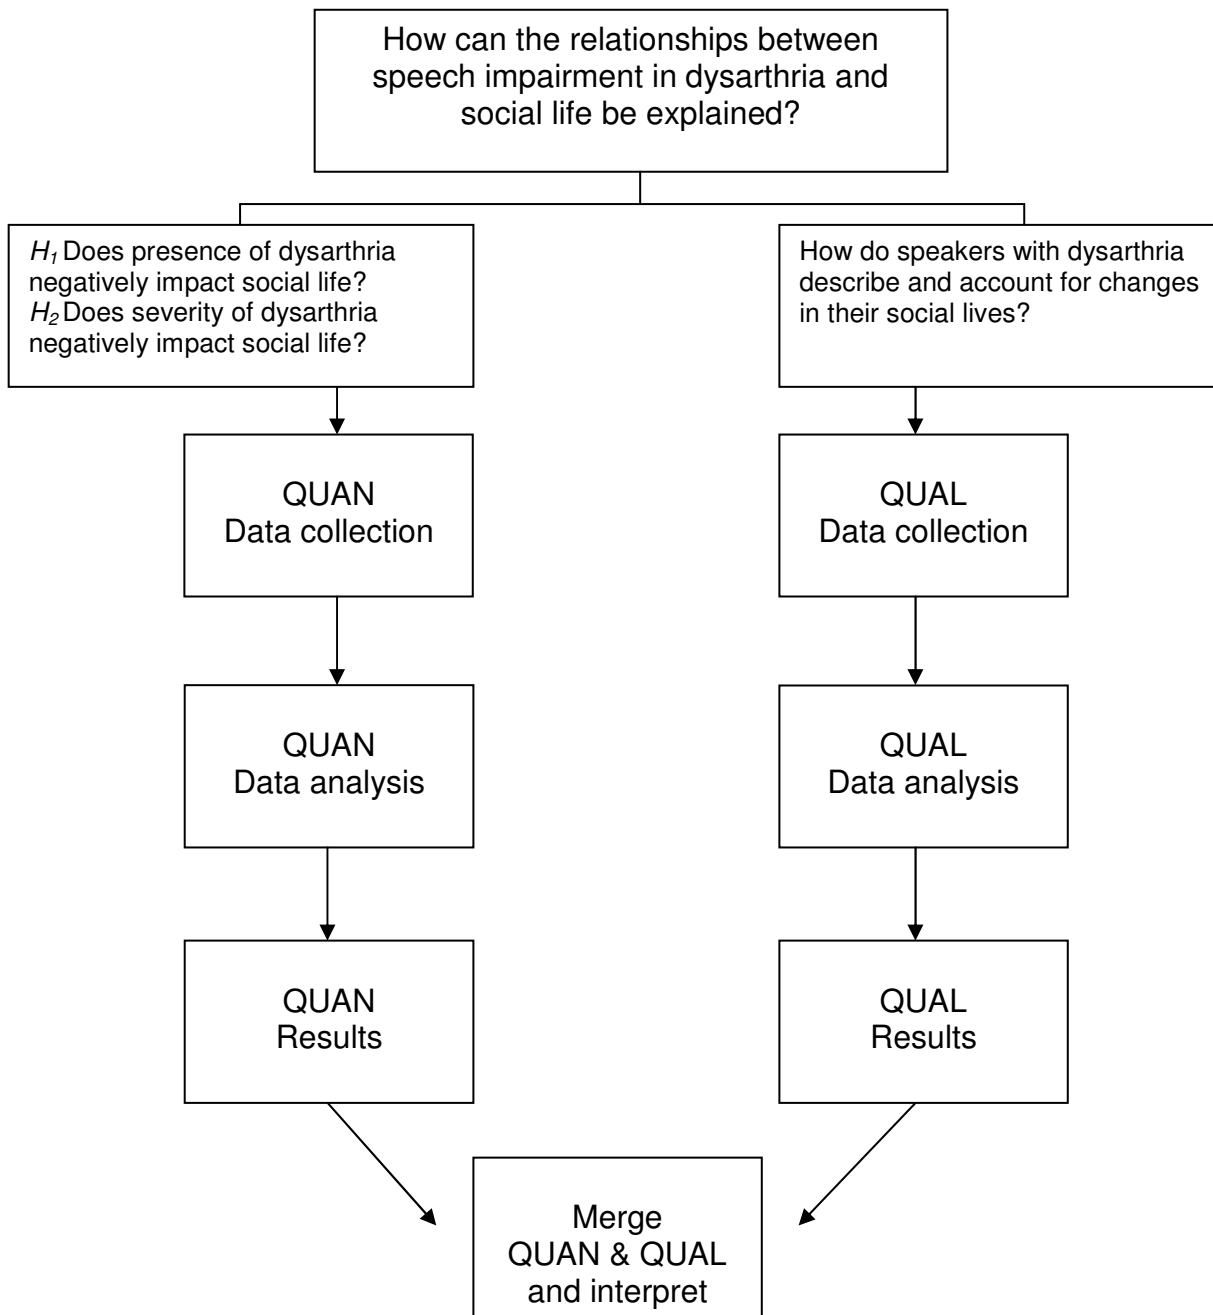 How can the relationships between
speech impairment in dysarthria and
social life be explained?
H1 Does presence of dysarthria
negatively impact social life?
H2 Does severity of dysarthria
negatively impact social life?
How do speakers with dysarthria
describe and account for changes
in their social lives?
QUAN
Data collection
QUAL
Data collection
QUAN
Data analysis
QUAL
Data analysis
QUAN
Results
QUAL
Results
Merge
QUAN & QUAL
and interpret